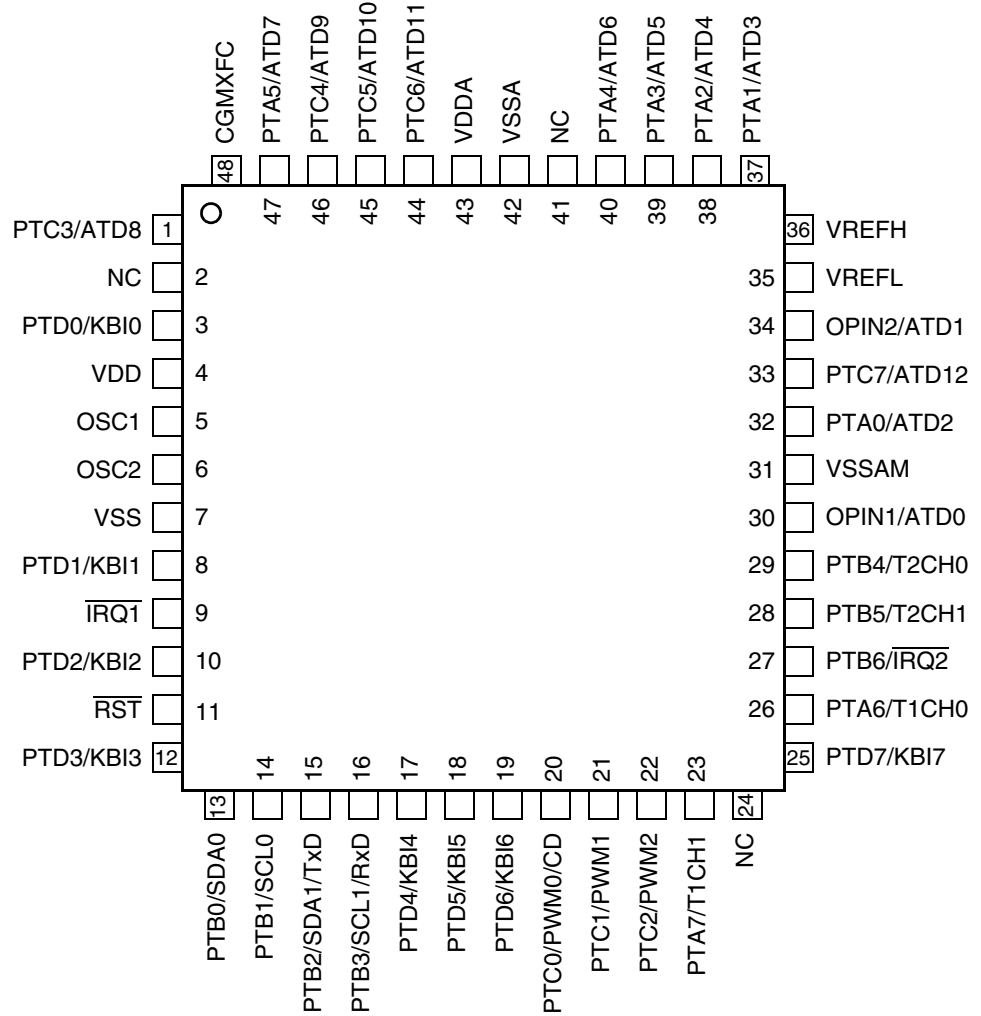 CGMXFC
PTA5/ATD7
PTC4/ATD9
PTC5/ATD10
PTC6/ATD11
VDDA
VSSA
NC
PTA4/ATD6
PTA3/ATD5
PTA2/ATD4
PTA1/ATD3
48
47
46
45
44
43
42
41
40
39
38
37
PTC3/ATD8 1
NC 2
PTD0/KBI0 3
VDD 4
OSC1 5
OSC2 6
VSS 7
PTD1/KBI1 8
IRQ1 9
PTD2/KBI2 10
RST 11
PTD3/KBI3 12
36 VREFH
35 VREFL
34 OPIN2/ATD1
33 PTC7/ATD12
32 PTA0/ATD2
31 VSSAM
30 OPIN1/ATD0
29 PTB4/T2CH0
28 PTB5/T2CH1
27 PTB6/IRQ2
26 PTA6/T1CH0
25 PTD7/KBI7
13
14
15
16
17
18
19
20
21
22
23
24
PTB0/SDA0
PTB1/SCL0
PTB2/SDA1/TxD
PTB3/SCL1/RxD
PTD4/KBI4
PTD5/KBI5
PTD6/KBI6
PTC0/PWM0/CD
PTC1/PWM1
PTC2/PWM2
PTA7/T1CH1
NC